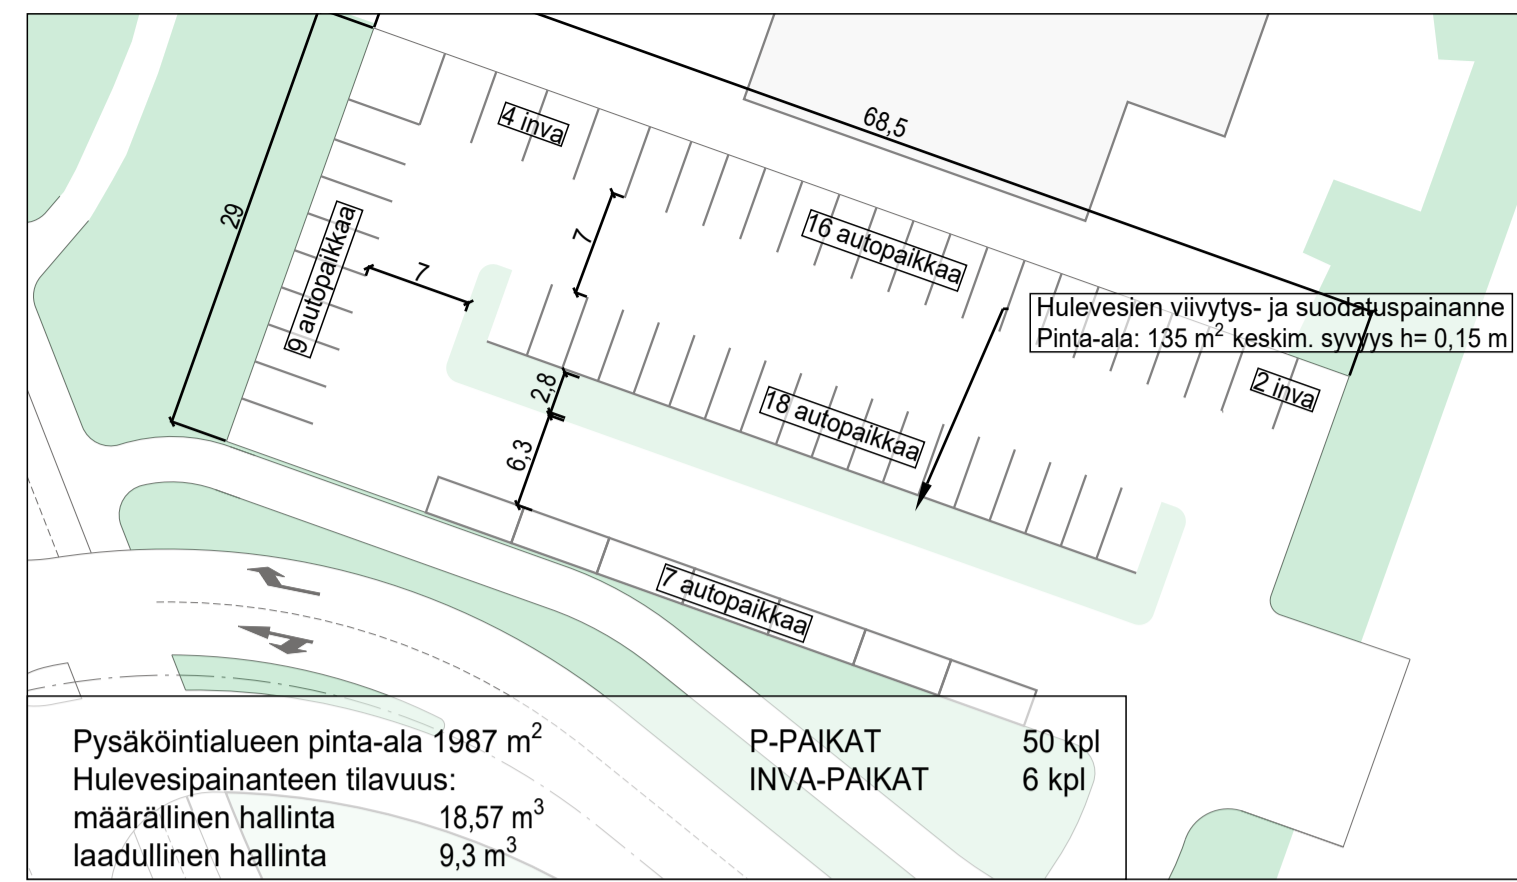 4 inva
68,5
29
7
16 autopaikkaa
9 autopaikkaa
7
Hulevesien viivytys- ja suodatuspainanne
Pinta-ala: 135 m² keskim. syvyys h= 0,15 m
2,8
18 autopaikkaa
2 inva
6,3
7 autopaikkaa
Pysäköintialueen pinta-ala 1987 m²
Hulevesipainanteen tilavuus:
määrällinen hallinta 18,57 m³
laadullinen hallinta 9,3 m³
P-PAIKAT 50 kpl
INVA-PAIKAT 6 kpl